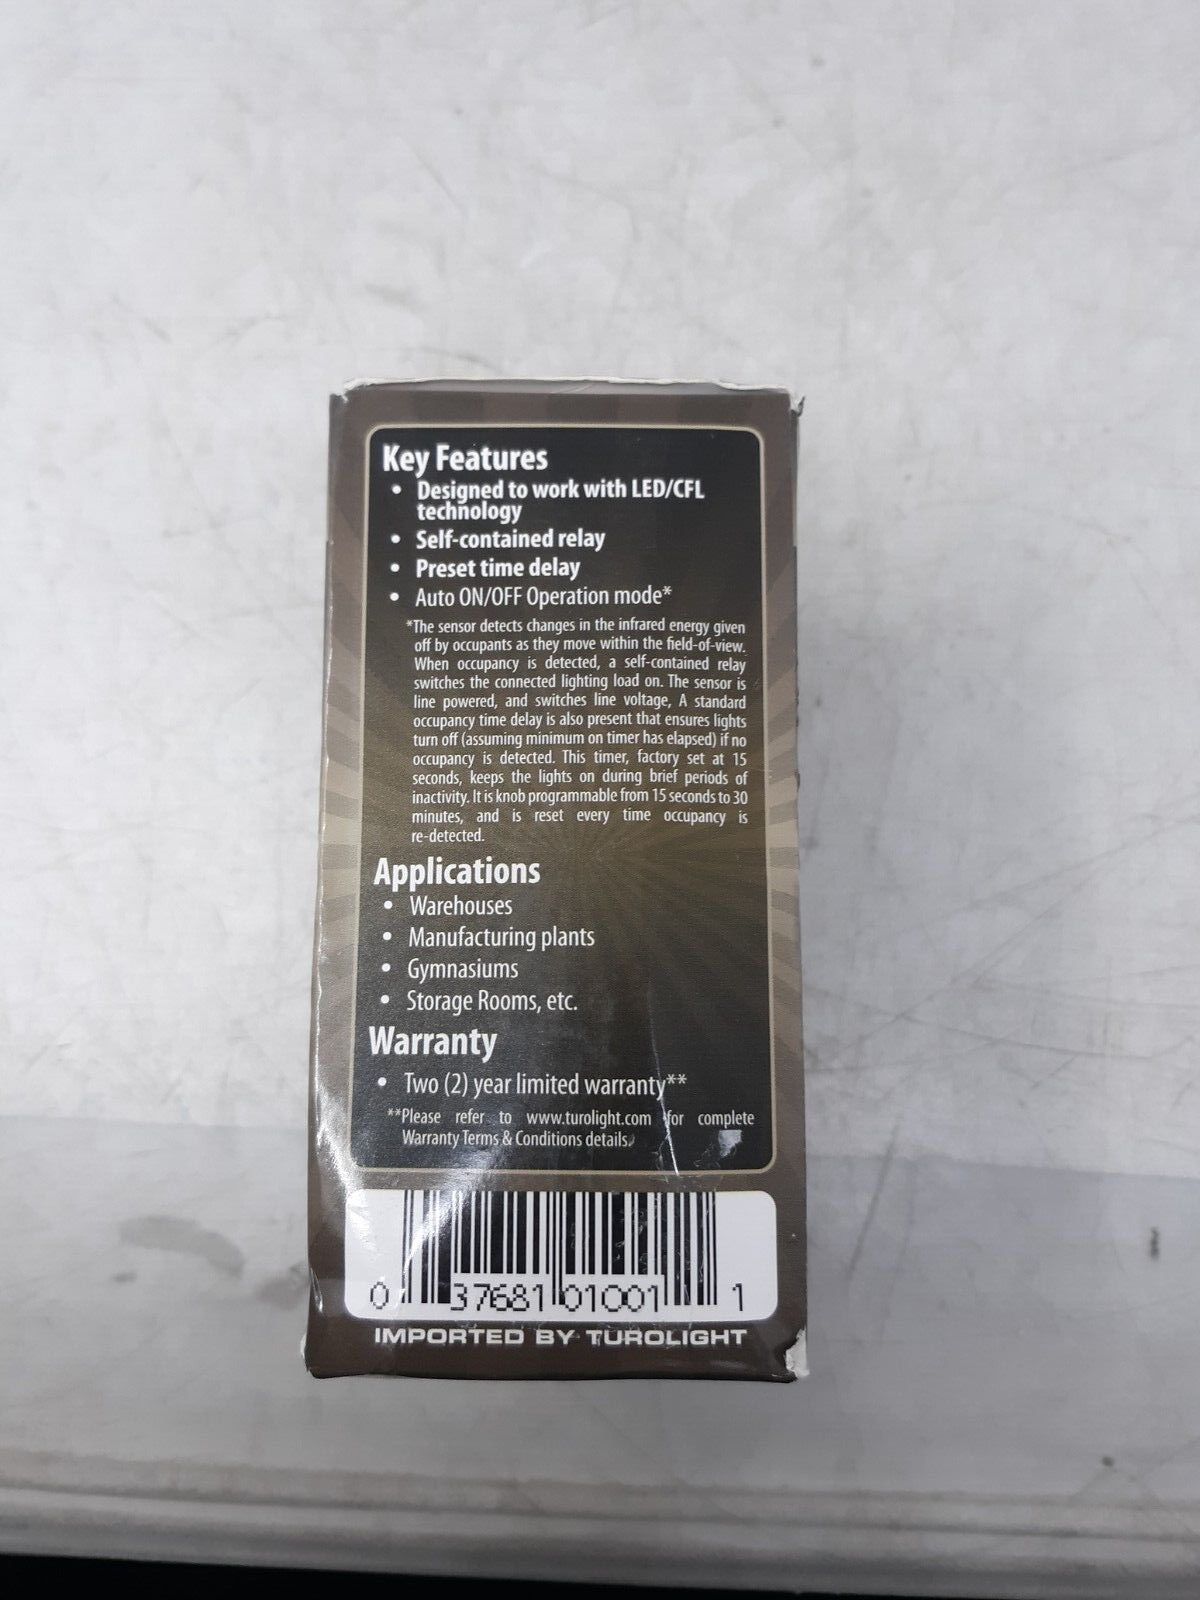 Key Features
• Designed to work with LED/CFL
technology
• Self-contained relay
• Preset time delay
• Auto ON/OFF Operation mode*
*The sensor detects changes in the infrared energy given
off by occupants as they move within the field-of-view.
When occupancy is detected, a self-contained relay
switches the connected lighting load on. The sensor is
line powered, and switches line voltage, A standard
occupancy time delay is also present that ensures lights
turn off (assuming minimum on timer has elapsed) if no
occupancy is detected. This timer, factory set at 15
seconds, keeps the lights on during brief periods of
inactivity. It is knob programmable from 15 seconds to 30
minutes, and is reset every time occupancy is
re-detected.
Applications
• Warehouses
• Manufacturing plants
• Gymnasiums
• Storage Rooms, etc.
Warranty
• Two (2) year limited warranty**
**Please refer to www.turolight.com for complete
Warranty Terms & Conditions details.
0 37681 01001 1
IMPORTED BY TUROLIGHT